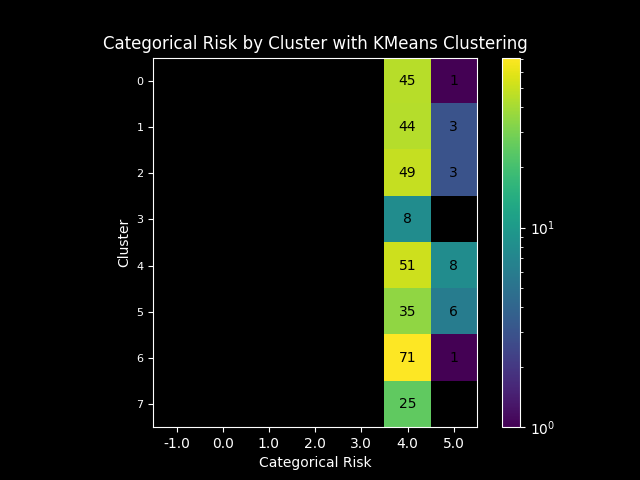 Categorical Risk by Cluster with KMeans Clustering
0 45 1
1 44 3
2 49 3
3 8
4 51 8
5 35 6
6 71 1
7 25
Cluster
-1.0 0.0 1.0 2.0 3.0 4.0 5.0
Categorical Risk
10¹
10⁰